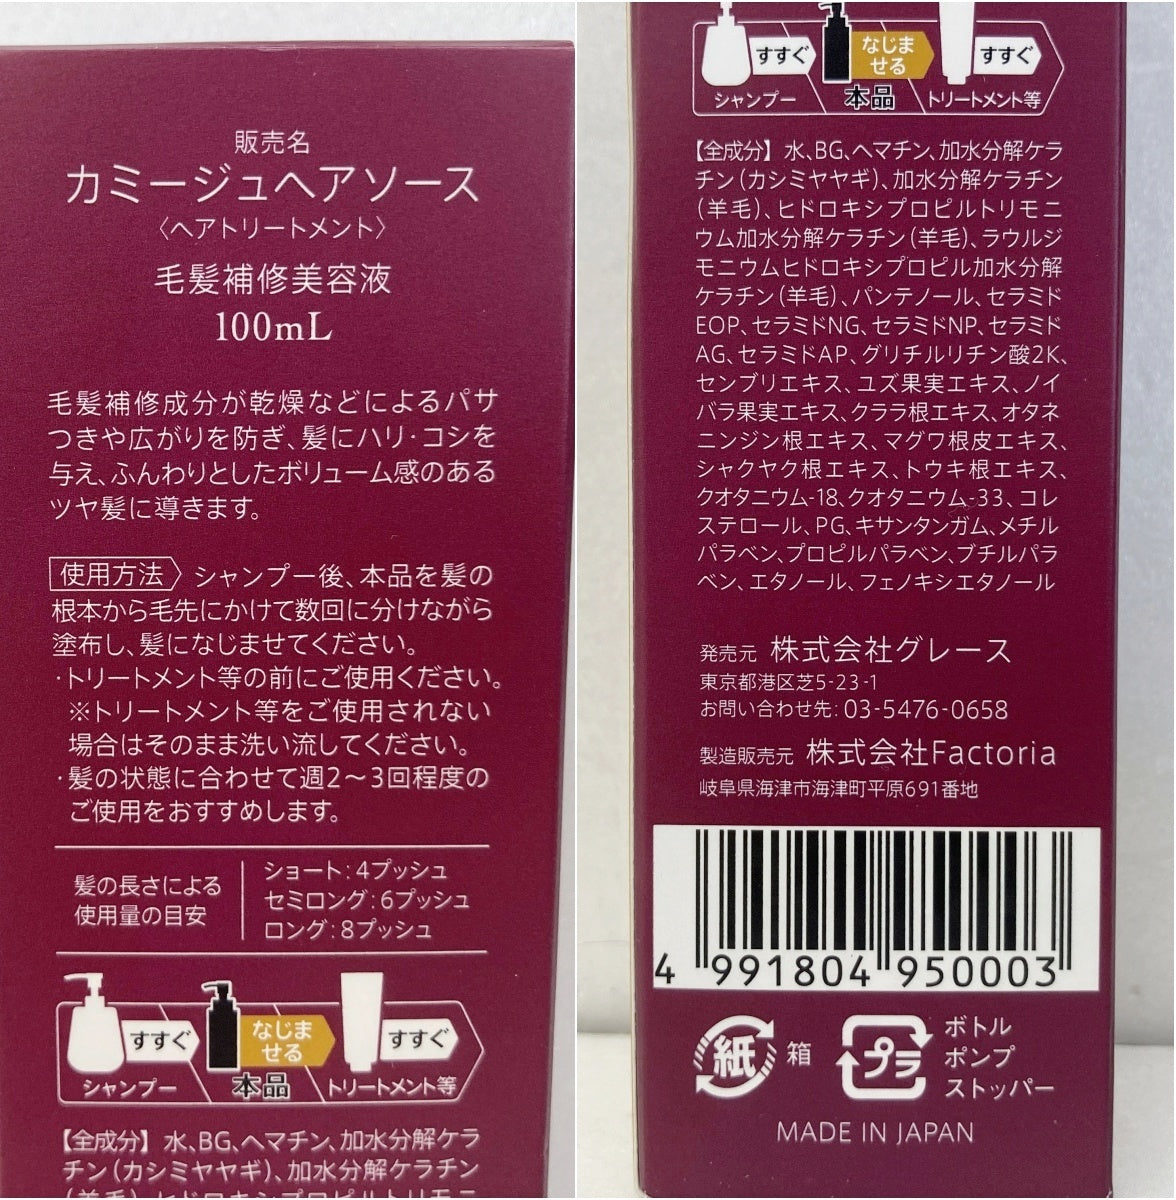 販売名
カミージュヘアソース
〈ヘアトリートメント〉
毛髪補修美容液
100mL
毛髪補修成分が乾燥などによるパサ
つきや広がりを防ぎ、髪にハリ・コシを
与え、ふんわりとしたボリューム感のある
ツヤ髪に導きます。
使用方法 シャンプー後、本品を髪の
根本から毛先にかけて数回に分けながら
塗布し、髪になじませてください。
・トリートメント等の前にご使用ください。
※トリートメント等をご使用されない
場合はそのまま洗い流してください。
・髪の状態に合わせて週2〜3回程度の
ご使用をおすすめします。
髪の長さによる
使用量の目安
ショート：4プッシュ
セミロング：6プッシュ
ロング：8プッシュ
すすぐ
なじま
せる
すすぐ
シャンプー
本品
トリートメント等
【全成分】水、BG、ヘマチン、加水分解ケラ
チン（カシミヤヤギ）、加水分解ケラチン
（羊毛）、ヒドロキシプロピルトリモニ
すすぐ
なじま
せる
すすぐ
シャンプー
本品
トリートメント等
【全成分】水、BG、ヘマチン、加水分解ケラ
チン（カシミヤヤギ）、加水分解ケラチン
（羊毛）、ヒドロキシプロピルトリモニ
ウム加水分解ケラチン（羊毛）、ラウルジ
モニウムヒドロキシプロピル加水分解
ケラチン（羊毛）、パンテノール、セラミド
EOP、セラミドNG、セラミドNP、セラミド
AG、セラミドAP、グリチルリチン酸2K、
センブリエキス、ユズ果実エキス、ノイ
バラ果実エキス、クララ根エキス、オタネ
ニンジン根エキス、マグワ根皮エキス、
シャクヤク根エキス、トウキ根エキス、
クオタニウム-18、クオタニウム-33、コレ
ステロール、PG、キサンタンガム、メチル
パラベン、プロピルパラベン、ブチルパラ
ベン、エタノール、フェノキシエタノール
発売元 株式会社グレース
東京都港区芝5-23-1
お問い合わせ先：03-5476-0658
製造販売元 株式会社Factoria
岐阜県海津市海津町平原691番地
4 991804 950003
紙
箱
プラ
ボトル
ポンプ
ストッパー
MADE IN JAPAN